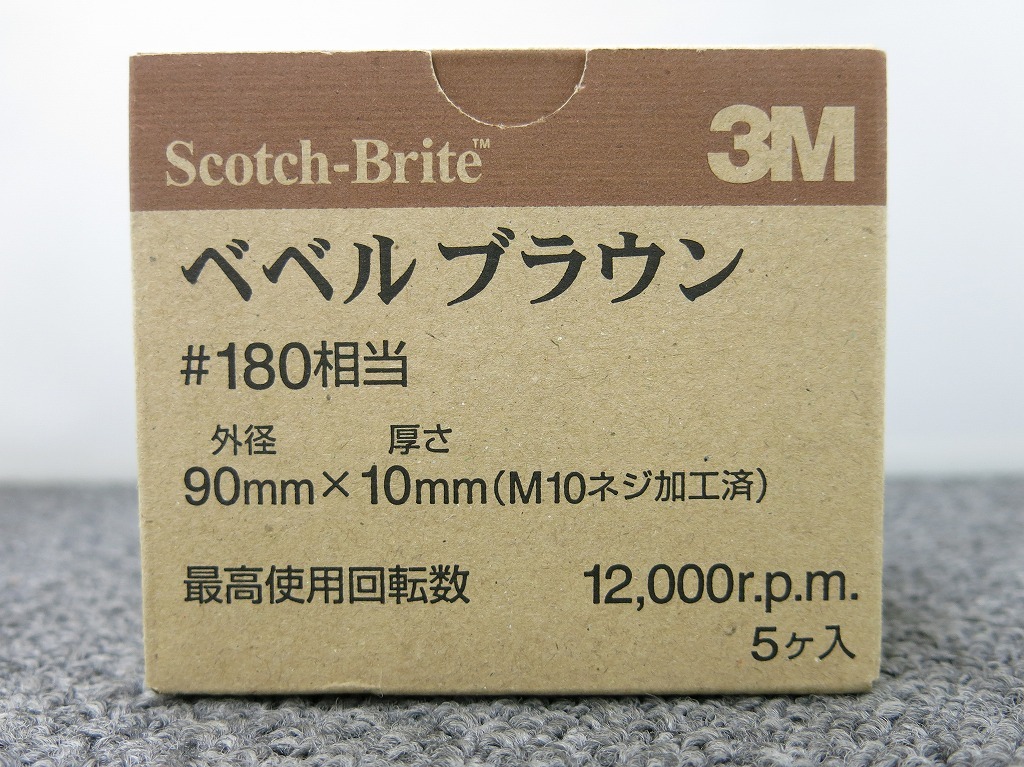 Scotch-Brite™
3M
ベベル ブラウン
#180相当
外径 厚さ
90mm×10mm(M10ネジ加工済)
最高使用回転数 12,000r.p.m.
5ヶ入